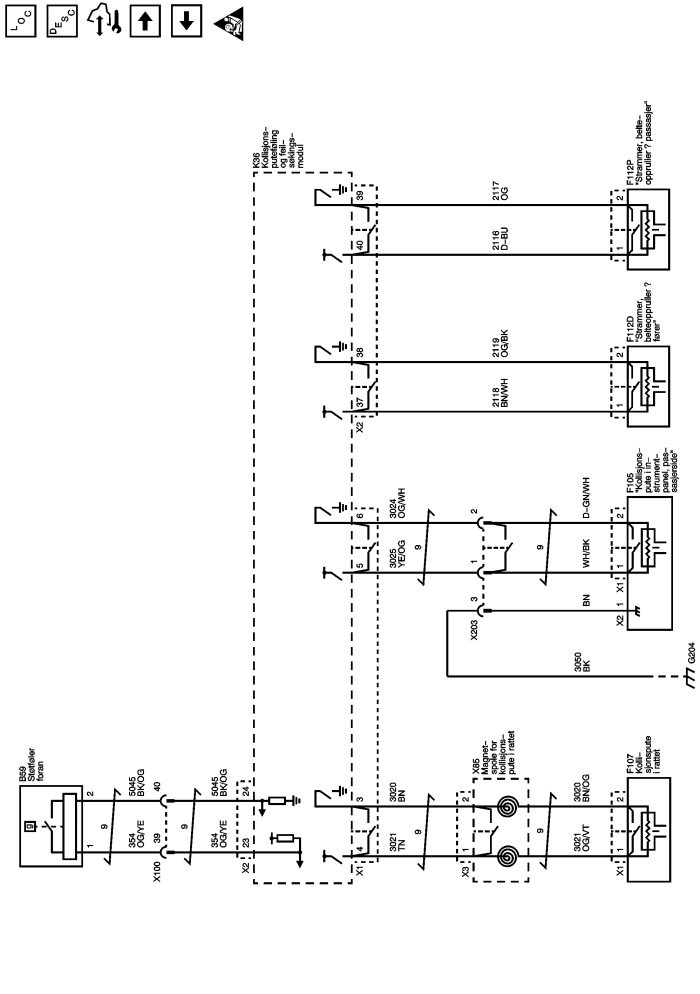 LOC
DESC
B59
Støtføler
foran
1
2
354
OG/YE
5045
BK/OG
9
X100
39
40
354
OG/YE
5045
BK/OG
9
X2
23
24
K36
Kollisjons–
puteføling
og feil–
søkings–
modul
X1
4
3
5
6
X2
37
38
40
39
3021
TN
3020
BN
9
X85
Magnet–
spole for
kollisjons–
pute i rattet
X3
1
2
3021
OG/VT
3020
BN/OG
9
X1
1
2
F107
Kolli–
sjonspute
i rattet
3025
YE/OG
3024
OG/WH
9
X203
3
1
2
3050
BK
G204
BN
WH/BK
D–GN/WH
9
X2
1
X1
1
2
F105
"Kollisjons–
pute i in–
strument–
panel, pas–
sasjerside"
2118
BN/WH
2119
OG/BK
1
2
F112D
"Strammer,
belteoppruller ?
fører"
2116
D–BU
2117
OG
1
2
F112P
"Strammer, belte–
oppruller ? passasjer"